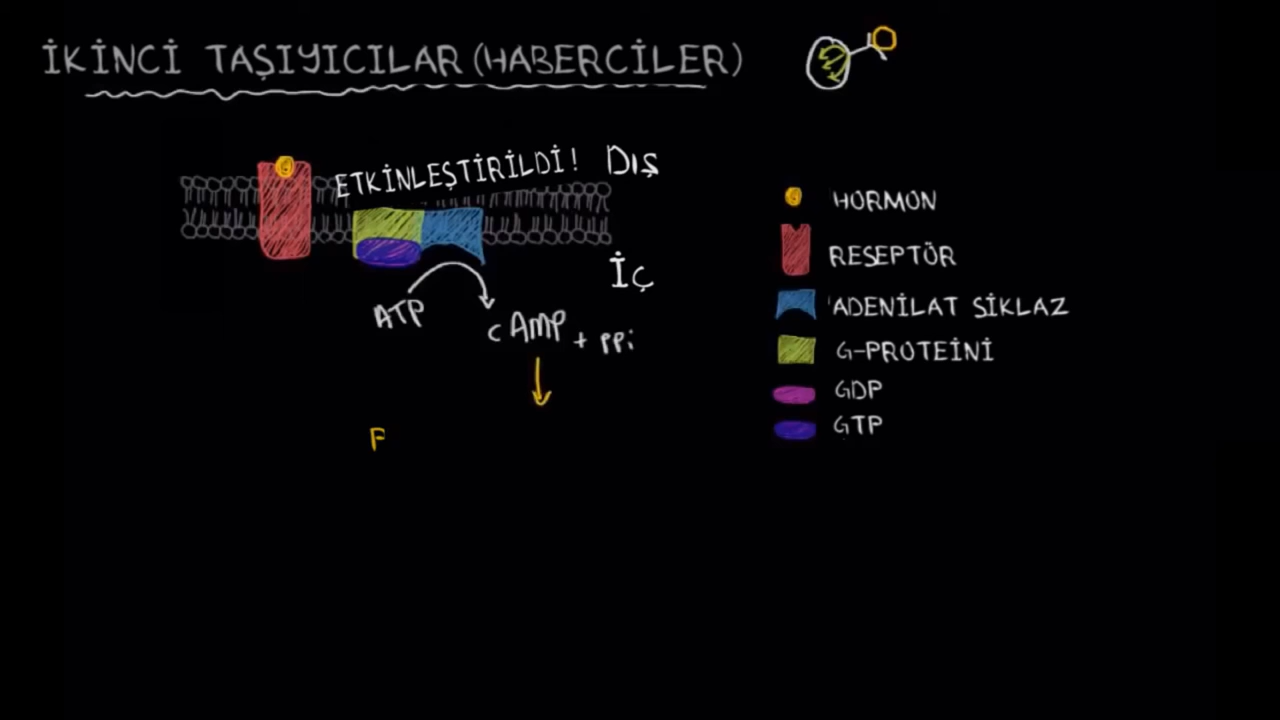 İKİNCİ TAŞIYICILAR (HABERCİLER)
ETKİNLEŞTİRİLDİ! DIŞ
İÇ
ATP
cAMP + PPi
P
HORMON
RESEPTÖR
ADENİLAT SİKLAZ
G-PROTEİNİ
GDP
GTP